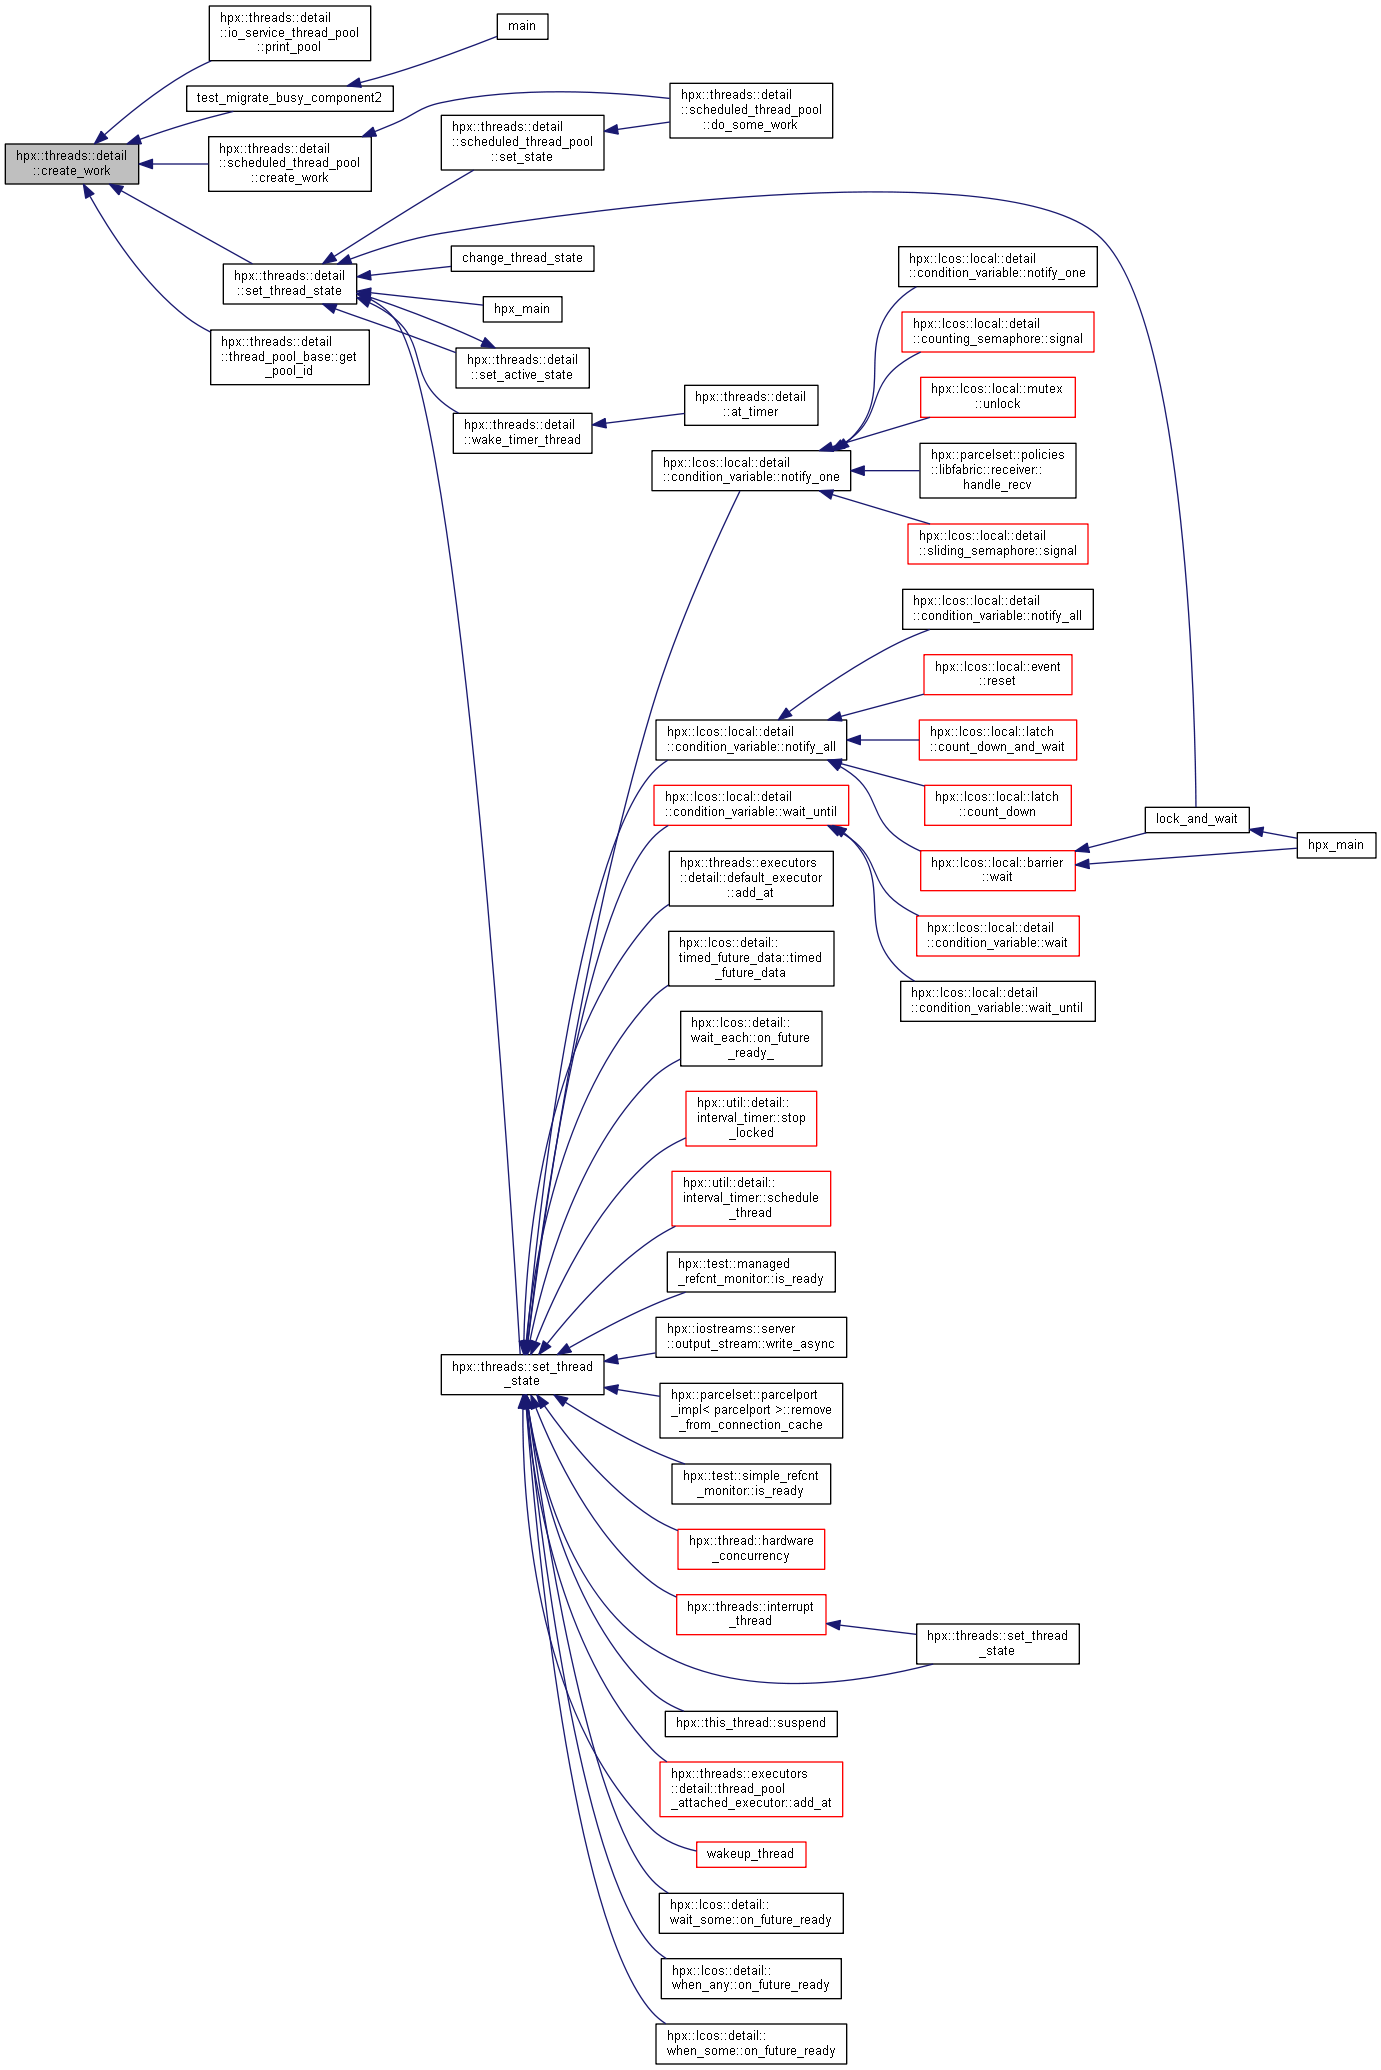 hpx::threads::detail
::io_service_thread_pool
::print_pool
main
test_migrate_busy_component2
hpx::threads::detail
::scheduled_thread_pool
::do_some_work
hpx::threads::detail
::scheduled_thread_pool
::set_state
hpx::threads::detail
::create_work
hpx::threads::detail
::scheduled_thread_pool
::create_work
hpx::threads::detail
::set_thread_state
change_thread_state
hpx_main
hpx::threads::detail
::thread_pool_base::get
_pool_id
hpx::threads::detail
::set_active_state
hpx::threads::detail
::wake_timer_thread
hpx::threads::detail
::at_timer
hpx::lcos::local::detail
::condition_variable::notify_one
hpx::lcos::local::detail
::counting_semaphore::signal
hpx::lcos::local::mutex
::unlock
hpx::lcos::local::detail
::condition_variable::notify_one
hpx::parcelset::policies
::libfabric::receiver::
handle_recv
hpx::lcos::local::detail
::sliding_semaphore::signal
hpx::lcos::local::detail
::condition_variable::notify_all
hpx::lcos::local::event
::reset
hpx::lcos::local::detail
::condition_variable::notify_all
hpx::lcos::local::latch
::count_down_and_wait
hpx::lcos::local::detail
::condition_variable::wait_until
hpx::lcos::local::latch
::count_down
lock_and_wait
hpx_main
hpx::threads::executors
::detail::default_executor
::add_at
hpx::lcos::local::barrier
::wait
hpx::lcos::local::detail
::condition_variable::wait
hpx::lcos::detail::
timed_future_data::timed
_future_data
hpx::lcos::local::detail
::condition_variable::wait_until
hpx::lcos::detail::
wait_each::on_future
_ready_
hpx::util::detail::
interval_timer::stop
_locked
hpx::util::detail::
interval_timer::schedule
_thread
hpx::test::managed
_refcnt_monitor::is_ready
hpx::iostreams::server
::output_stream::write_async
hpx::threads::set_thread
_state
hpx::parcelset::parcelport
_impl< parcelport >::remove
_from_connection_cache
hpx::test::simple_refcnt
_monitor::is_ready
hpx::thread::hardware
_concurrency
hpx::threads::interrupt
_thread
hpx::threads::set_thread
_state
hpx::this_thread::suspend
hpx::threads::executors
::detail::thread_pool
_attached_executor::add_at
wakeup_thread
hpx::lcos::detail::
wait_some::on_future_ready
hpx::lcos::detail::
when_any::on_future_ready
hpx::lcos::detail::
when_some::on_future_ready